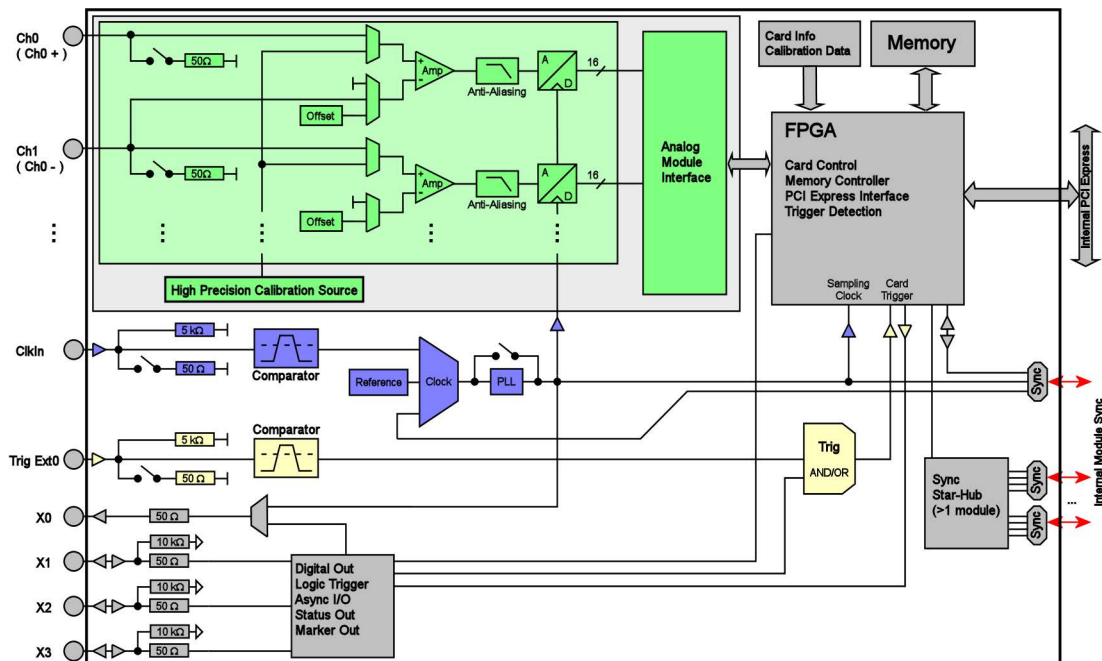 Ch0
( Ch0 + )
50Ω
+
−
Amp
Anti-Aliasing
A
D
16
Offset
Ch1
( Ch0 - )
50Ω
+
−
Amp
Anti-Aliasing
A
D
16
Offset
High Precision Calibration Source
Analog
Module
Interface
Card Info
Calibration Data
Memory
FPGA
Card Control
Memory Controller
PCI Express Interface
Trigger Detection
Sampling
Clock
Card
Trigger
Internal PCI Express
ClkIn
5 kΩ
50 Ω
Comparator
Reference
Clock
PLL
Sync
Internal Module Sync
Trig Ext0
5 kΩ
50 Ω
Comparator
Trig
AND/OR
Sync
Star-Hub
(>1 module)
Sync
...
Sync
X0
50 Ω
X1
10 kΩ
50 Ω
X2
10 kΩ
50 Ω
X3
10 kΩ
50 Ω
Digital Out
Logic Trigger
Async I/O
Status Out
Marker Out